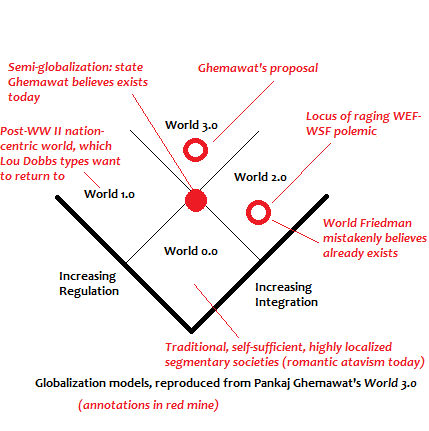 Semi-globalization: state
Ghemawat believes exists
today
Ghemawat's proposal
Post-WW II nation-
centric world, which
Lou Dobbs types want
to return to
World 3.0
Locus of raging WEF-
WSF polemic
World 1.0
World 2.0
World Friedman
mistakenly believes
already exists
World 0.0
Increasing
Regulation
Increasing
Integration
Traditional, self-sufficient, highly localized
segmentary societies (romantic atavism today)
Globalization models, reproduced from Pankaj Ghemawat's World 3.0
(annotations in red mine)